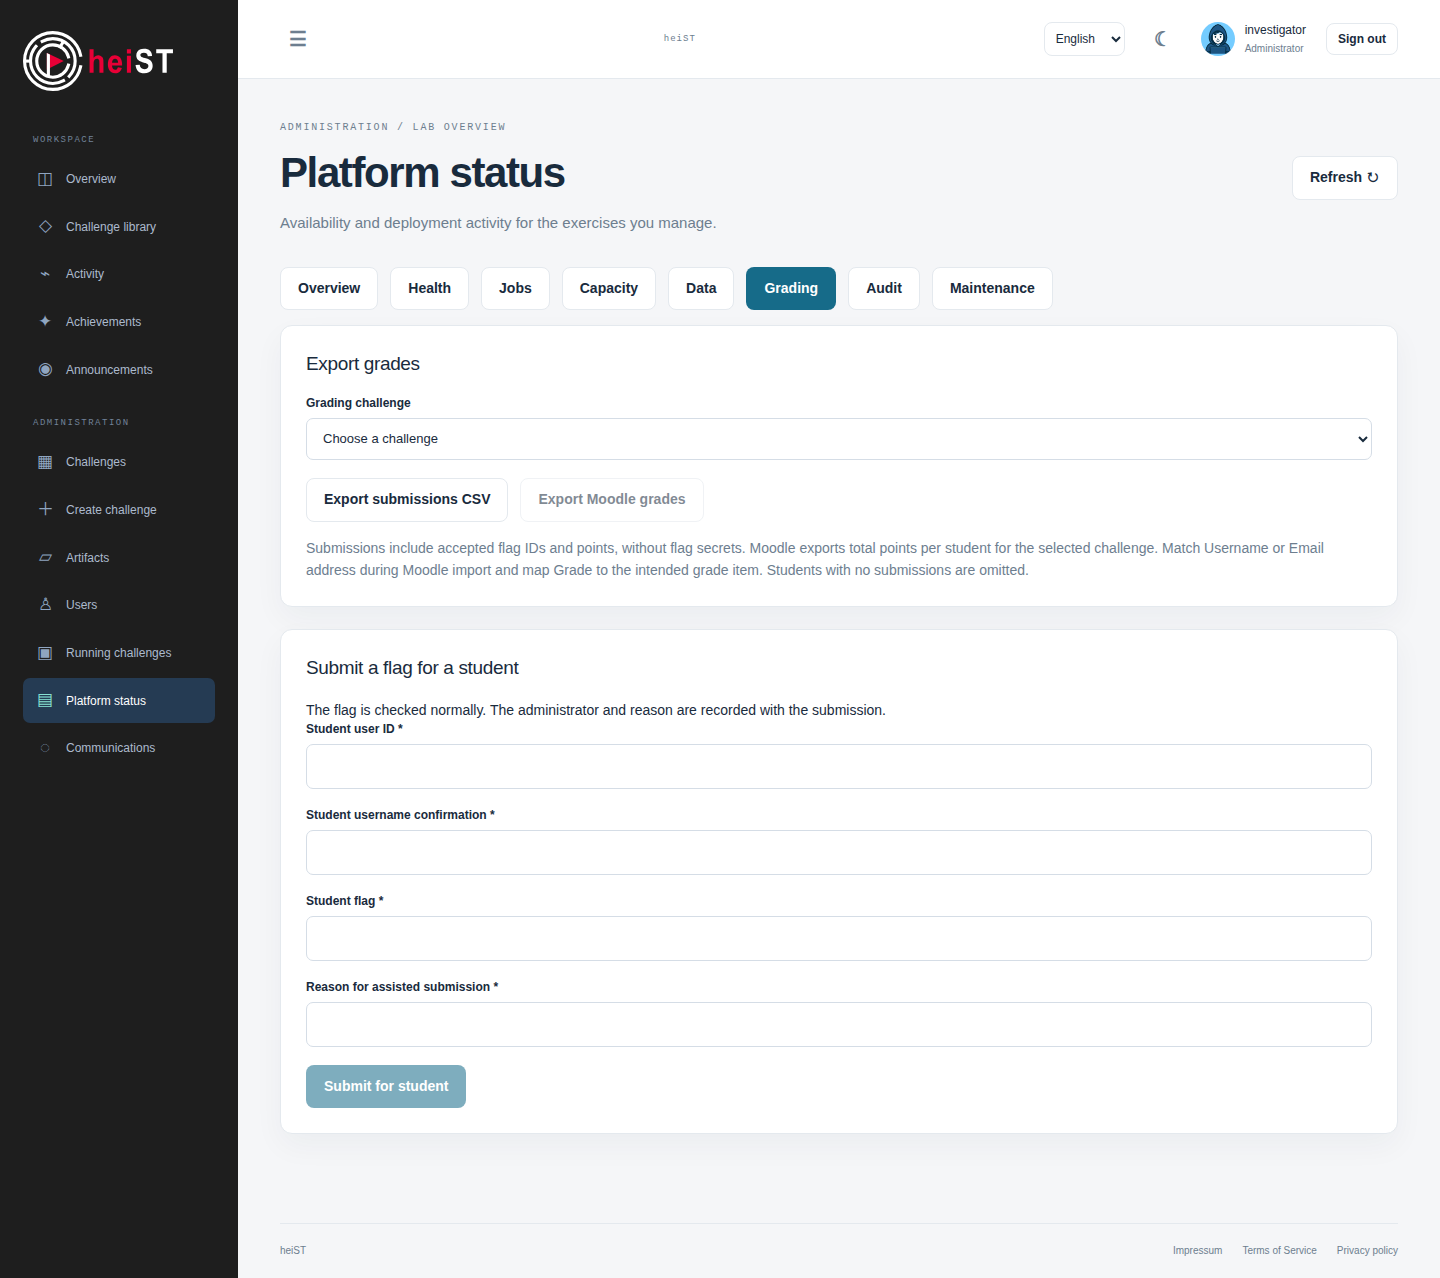 heiST
WORKSPACE
Overview
Challenge library
Activity
Achievements
Announcements
ADMINISTRATION
Challenges
Create challenge
Artifacts
Users
Running challenges
Platform status
Communications
heiST
English
investigator
Administrator
Sign out
ADMINISTRATION / LAB OVERVIEW
Platform status
Refresh ↻
Availability and deployment activity for the exercises you manage.
Overview
Health
Jobs
Capacity
Data
Grading
Audit
Maintenance
Export grades
Grading challenge
Choose a challenge
Export submissions CSV
Export Moodle grades
Submissions include accepted flag IDs and points, without flag secrets. Moodle exports total points per student for the selected challenge. Match Username or Email
address during Moodle import and map Grade to the intended grade item. Students with no submissions are omitted.
Submit a flag for a student
The flag is checked normally. The administrator and reason are recorded with the submission.
Student user ID *
Student username confirmation *
Student flag *
Reason for assisted submission *
Submit for student
heiST
Impressum
Terms of Service
Privacy policy